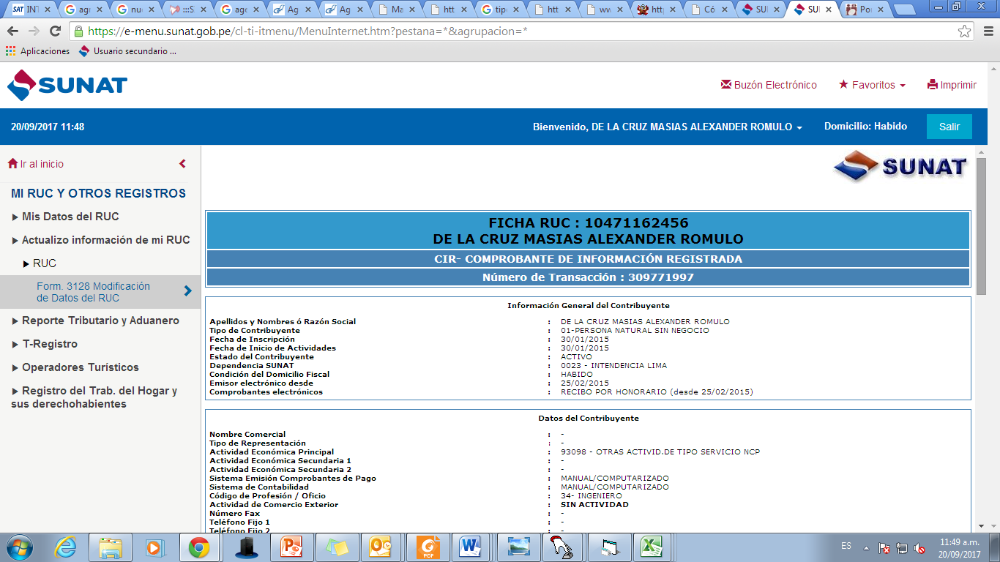 SAT INT
agr
nue
:::S
age
Ag
Ag
Ma
htt
tipo
htt
ww
http
Có
SUI
SUI
Por
https://e-menu.sunat.gob.pe/cl-ti-itmenu/MenuInternet.htm?pestana=*&agrupacion=*
Aplicaciones Usuario secundario ...
SUNAT
Buzón Electrónico Favoritos Imprimir
20/09/2017 11:48 Bienvenido, DE LA CRUZ MASIAS ALEXANDER ROMULO Domicilio: Habido Salir
Ir al inicio
MI RUC Y OTROS REGISTROS
Mis Datos del RUC
Actualizo información de mi RUC
RUC
Form. 3128 Modificación
de Datos del RUC
Reporte Tributario y Aduanero
T-Registro
Operadores Turísticos
Registro del Trab. del Hogar y
sus derechohabientes
SUNAT
FICHA RUC : 10471162456
DE LA CRUZ MASIAS ALEXANDER ROMULO
CIR- COMPROBANTE DE INFORMACIÓN REGISTRADA
Número de Transacción : 309771997
Información General del Contribuyente
Apellidos y Nombres ó Razón Social : DE LA CRUZ MASIAS ALEXANDER ROMULO
Tipo de Contribuyente : 01-PERSONA NATURAL SIN NEGOCIO
Fecha de Inscripción : 30/01/2015
Fecha de Inicio de Actividades : 30/01/2015
Estado del Contribuyente : ACTIVO
Dependencia SUNAT : 0023 - INTENDENCIA LIMA
Condición del Domicilio Fiscal : HABIDO
Emisor electrónico desde : 25/02/2015
Comprobantes electrónicos : RECIBO POR HONORARIO (desde 25/02/2015)
Datos del Contribuyente
Nombre Comercial : -
Tipo de Representación : -
Actividad Económica Principal : 93098 - OTRAS ACTIVID.DE TIPO SERVICIO NCP
Actividad Económica Secundaria 1 : -
Actividad Económica Secundaria 2 : -
Sistema Emisión Comprobantes de Pago : MANUAL/COMPUTARIZADO
Sistema de Contabilidad : MANUAL/COMPUTARIZADO
Código de Profesión / Oficio : 34- INGENIERO
Actividad de Comercio Exterior : SIN ACTIVIDAD
Número Fax : -
Teléfono Fijo 1 : -
Teléfono Fijo 2 : -
PDF
ES 11:49 a.m.
20/09/2017